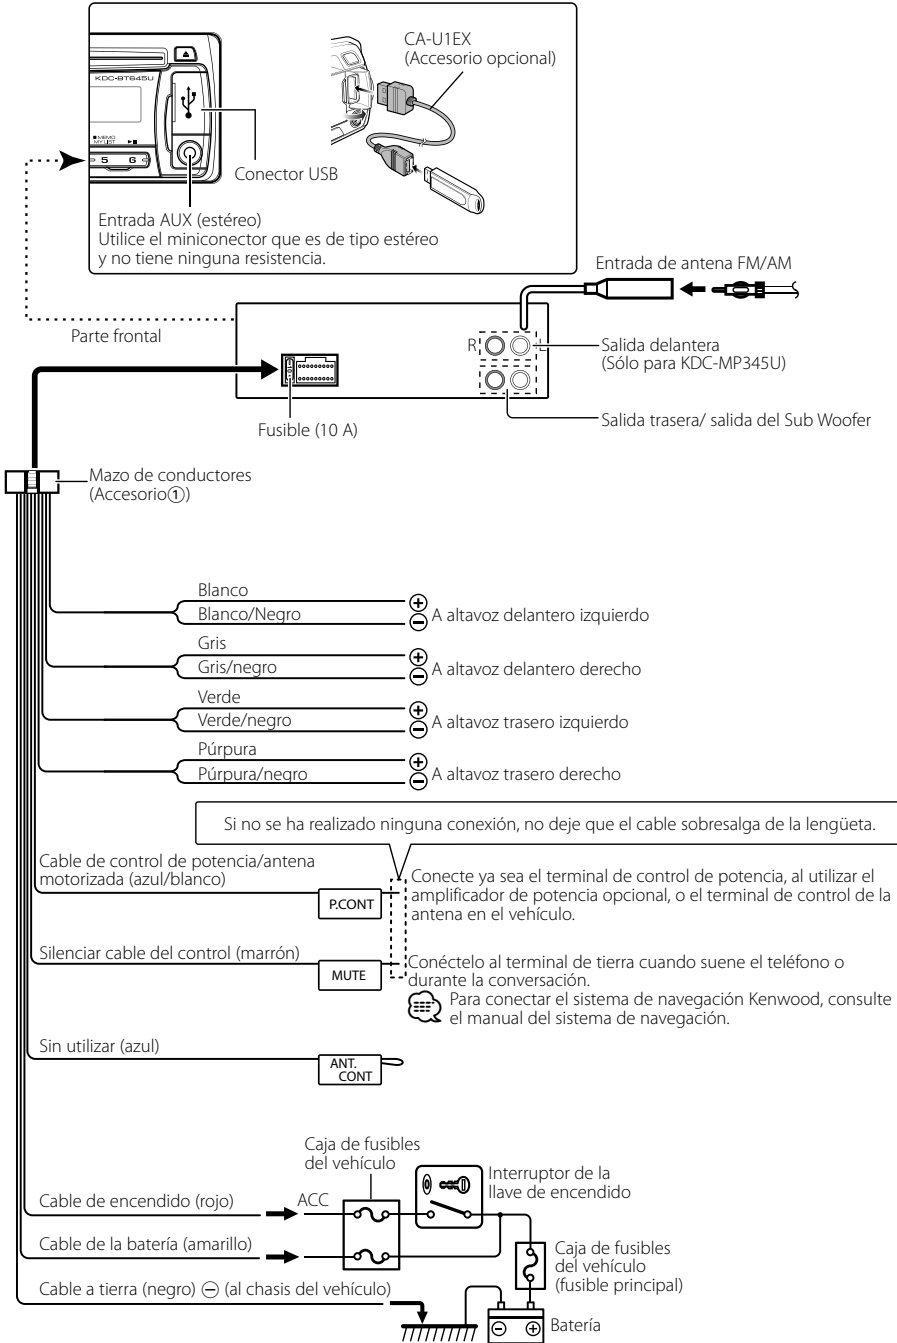 CA-U1EX
(Accesorio opcional)
KDC-BT645U
■ MEMO
MY LIST
5 6
Conector USB
Entrada AUX (estéreo)
Utilice el miniconector que es de tipo estéreo
y no tiene ninguna resistencia.
Entrada de antena FM/AM
Parte frontal
R
L
Salida delantera
(Sólo para KDC-MP345U)
Salida trasera/ salida del Sub Woofer
Fusible (10 A)
Mazo de conductores
(Accesorio①)
Blanco
Blanco/Negro
⊕
⊖
A altavoz delantero izquierdo
Gris
Gris/negro
⊕
⊖
A altavoz delantero derecho
Verde
Verde/negro
⊕
⊖
A altavoz trasero izquierdo
Púrpura
Púrpura/negro
⊕
⊖
A altavoz trasero derecho
Si no se ha realizado ninguna conexión, no deje que el cable sobresalga de la lengüeta.
Cable de control de potencia/antena
motorizada (azul/blanco)
P.CONT
Conecte ya sea el terminal de control de potencia, al utilizar el
amplificador de potencia opcional, o el terminal de control de la
antena en el vehículo.
Silenciar cable del control (marrón)
MUTE
Conéctelo al terminal de tierra cuando suene el teléfono o
durante la conversación.
Para conectar el sistema de navegación Kenwood, consulte
el manual del sistema de navegación.
Sin utilizar (azul)
ANT.
CONT
Caja de fusibles
del vehículo
Interruptor de la
llave de encendido
Cable de encendido (rojo)
ACC
Cable de la batería (amarillo)
Caja de fusibles
del vehículo
(fusible principal)
Cable a tierra (negro) ⊖ (al chasis del vehículo)
⊖ ⊕
Batería